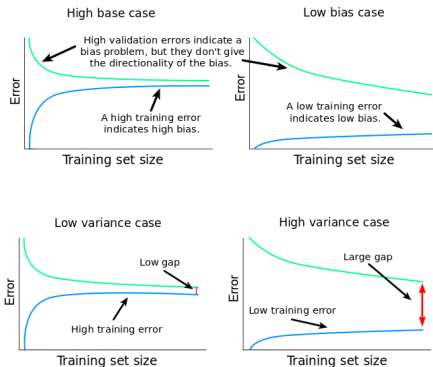 High base case
Low bias case
High validation errors indicate a
bias problem, but they don't give
the directionality of the bias.
Error
A high training error
indicates high bias.
A low training error
indicates low bias.
Training set size
Training set size
Low variance case
High variance case
Error
Low gap
High training error
Error
Large gap
Low training error
Training set size
Training set size